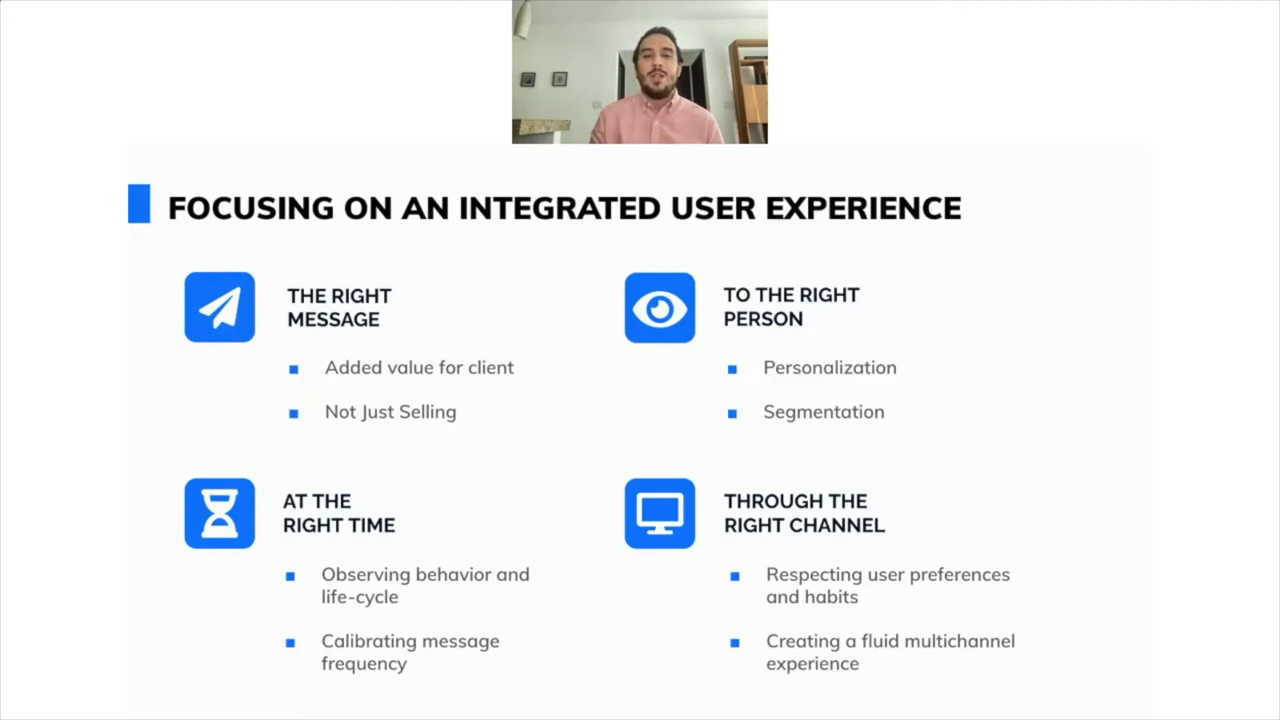 FOCUSING ON AN INTEGRATED USER EXPERIENCE
THE RIGHT
MESSAGE
Added value for client
Not Just Selling
TO THE RIGHT
PERSON
Personalization
Segmentation
AT THE
RIGHT TIME
Observing behavior and
life-cycle
Calibrating message
frequency
THROUGH THE
RIGHT CHANNEL
Respecting user preferences
and habits
Creating a fluid multichannel
experience